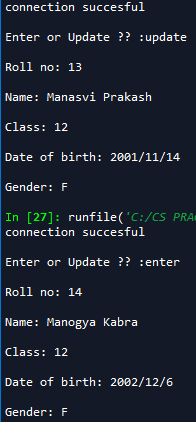 connection succesful
Enter or Update ?? :update
Roll no: 13
Name: Manasvi Prakash
Class: 12
Date of birth: 2001/11/14
Gender: F
In [27]: runfile('C:/CS PRA
connection succesful
Enter or Update ?? :enter
Roll no: 14
Name: Manogya Kabra
Class: 12
Date of birth: 2002/12/6
Gender: F